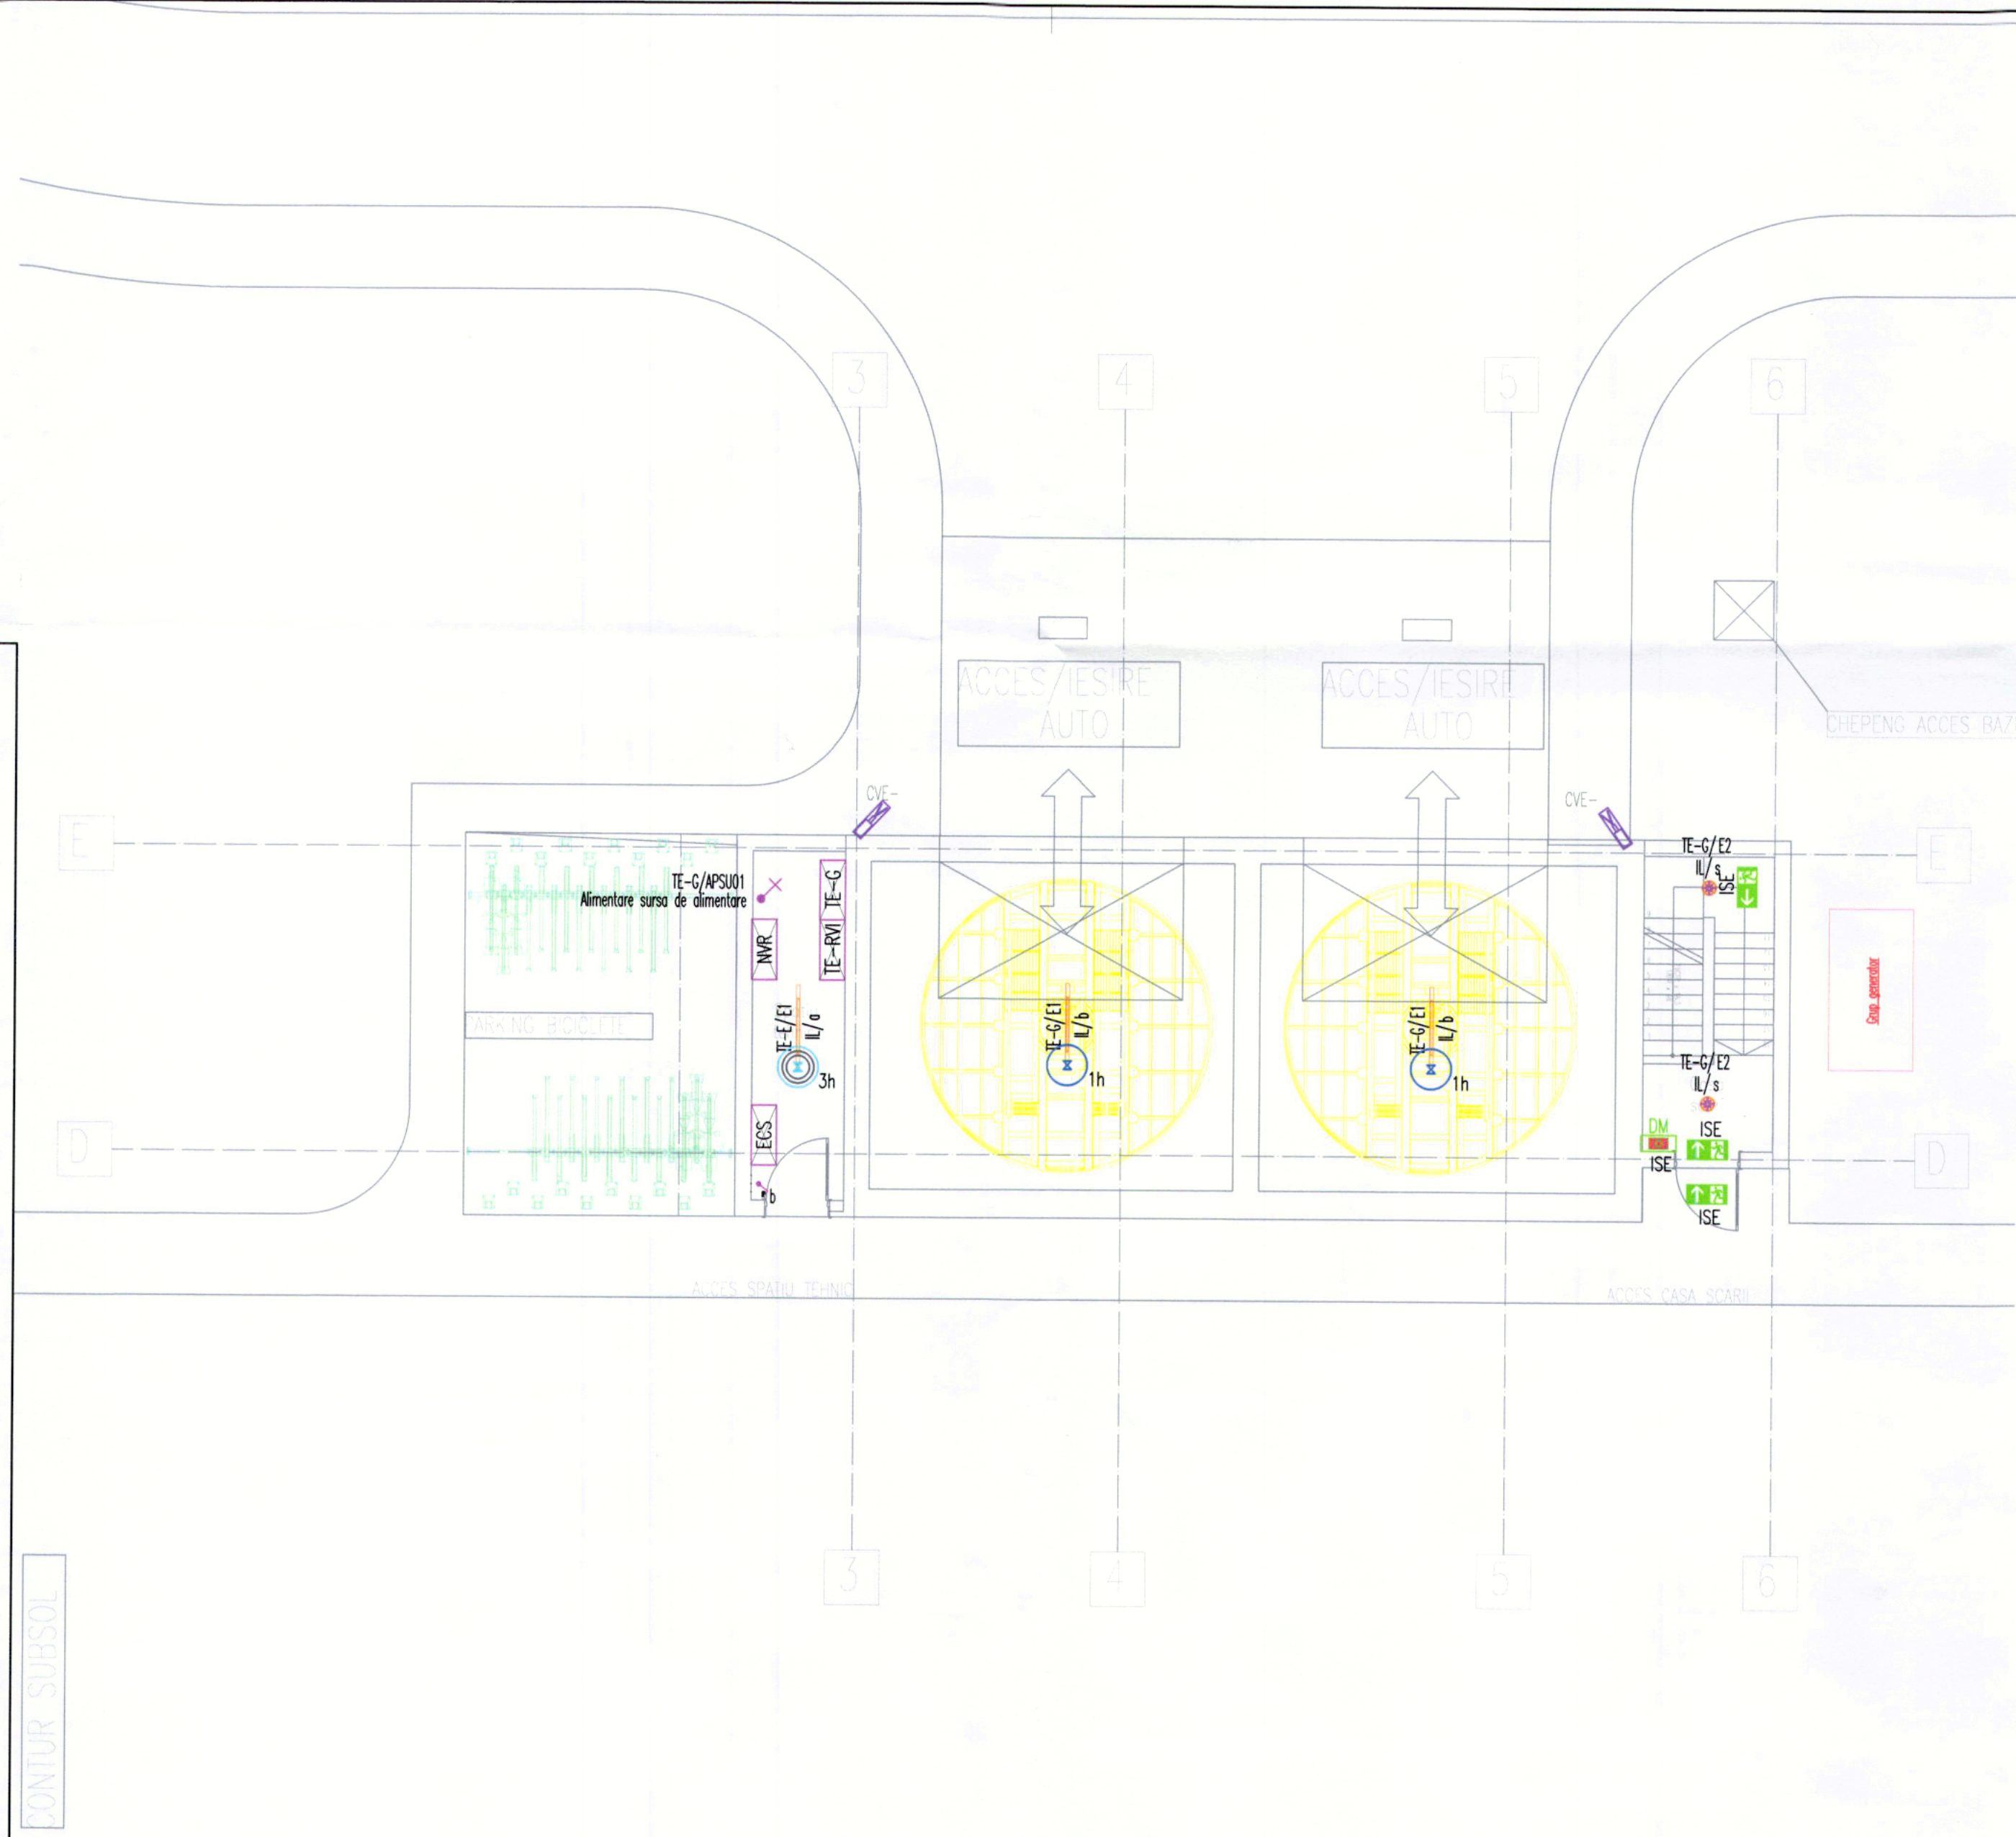 3
4
5
6
ACCES/IESIRE
AUTO
ACCES/IESIRE
AUTO
CHEPENG ACCES BAZ
CVE-
CVE-
E
E
TE-G/E2
IL/s
ISE
TE-G/APSU01
Alimentare sursa de alimentare
TE-G
NVR
TE-RVI
Grup generator
PARKING BICICLETE
TE-E/E1
IL/a
3h
TE-G/E1
IL/b
1h
TE-G/E1
IL/b
1h
TE-G/E2
IL/s
ECS
DM
ISE
ISE
ISE
D
D
b
ACCES SPATIU TEHNIC
ACCES CASA SCARII
3
4
5
6
CONTUR SUBSOL